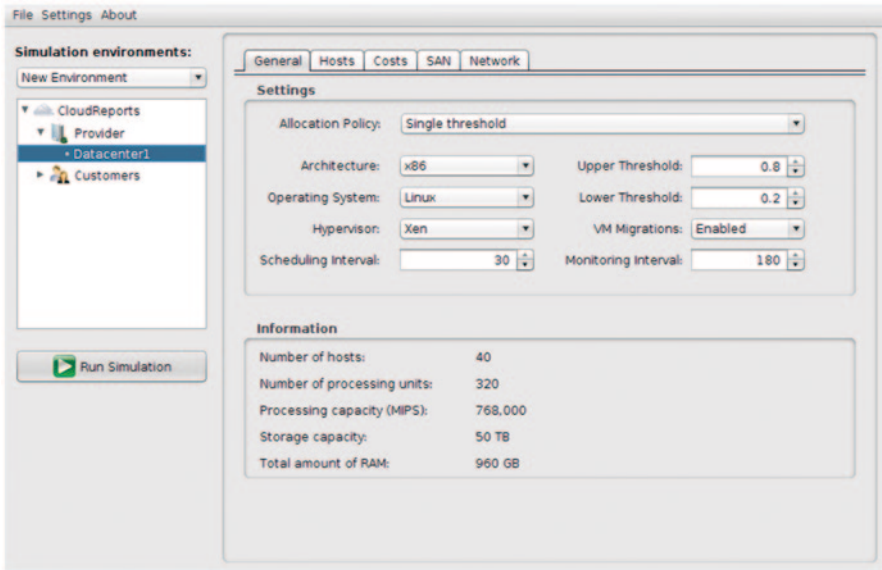 File Settings About
Simulation environments:
New Environment
CloudReports
Provider
Datacenter1
Customers
Run Simulation
General Hosts Costs SAN Network
Settings
Allocation Policy: Single threshold
Architecture: x86 Upper Threshold: 0.8
Operating System: Linux Lower Threshold: 0.2
Hypervisor: Xen VM Migrations: Enabled
Scheduling Interval: 30 Monitoring Interval: 180
Information
Number of hosts: 40
Number of processing units: 320
Processing capacity (MIPS): 768,000
Storage capacity: 50 TB
Total amount of RAM: 960 GB